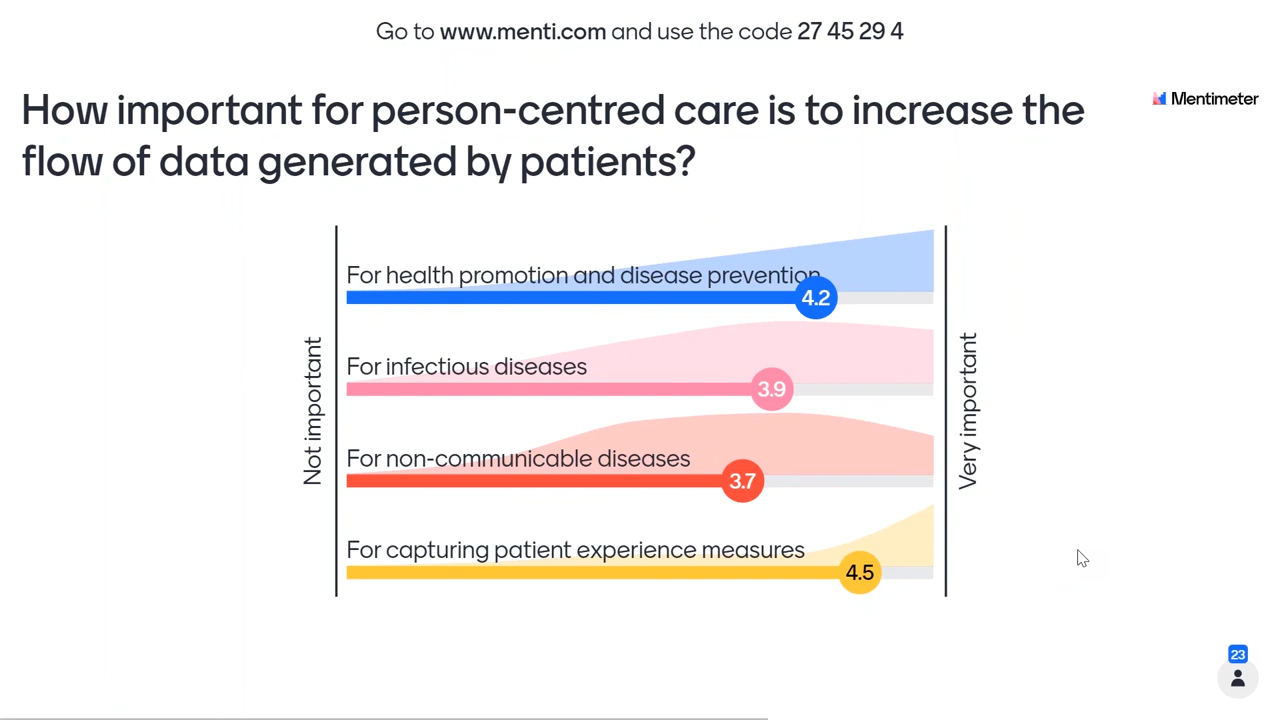 Go to www.menti.com and use the code 27 45 29 4
How important for person-centred care is to increase the
flow of data generated by patients?
Mentimeter
Not important
For health promotion and disease prevention
4.2
For infectious diseases
3.9
For non-communicable diseases
3.7
For capturing patient experience measures
4.5
Very important
23